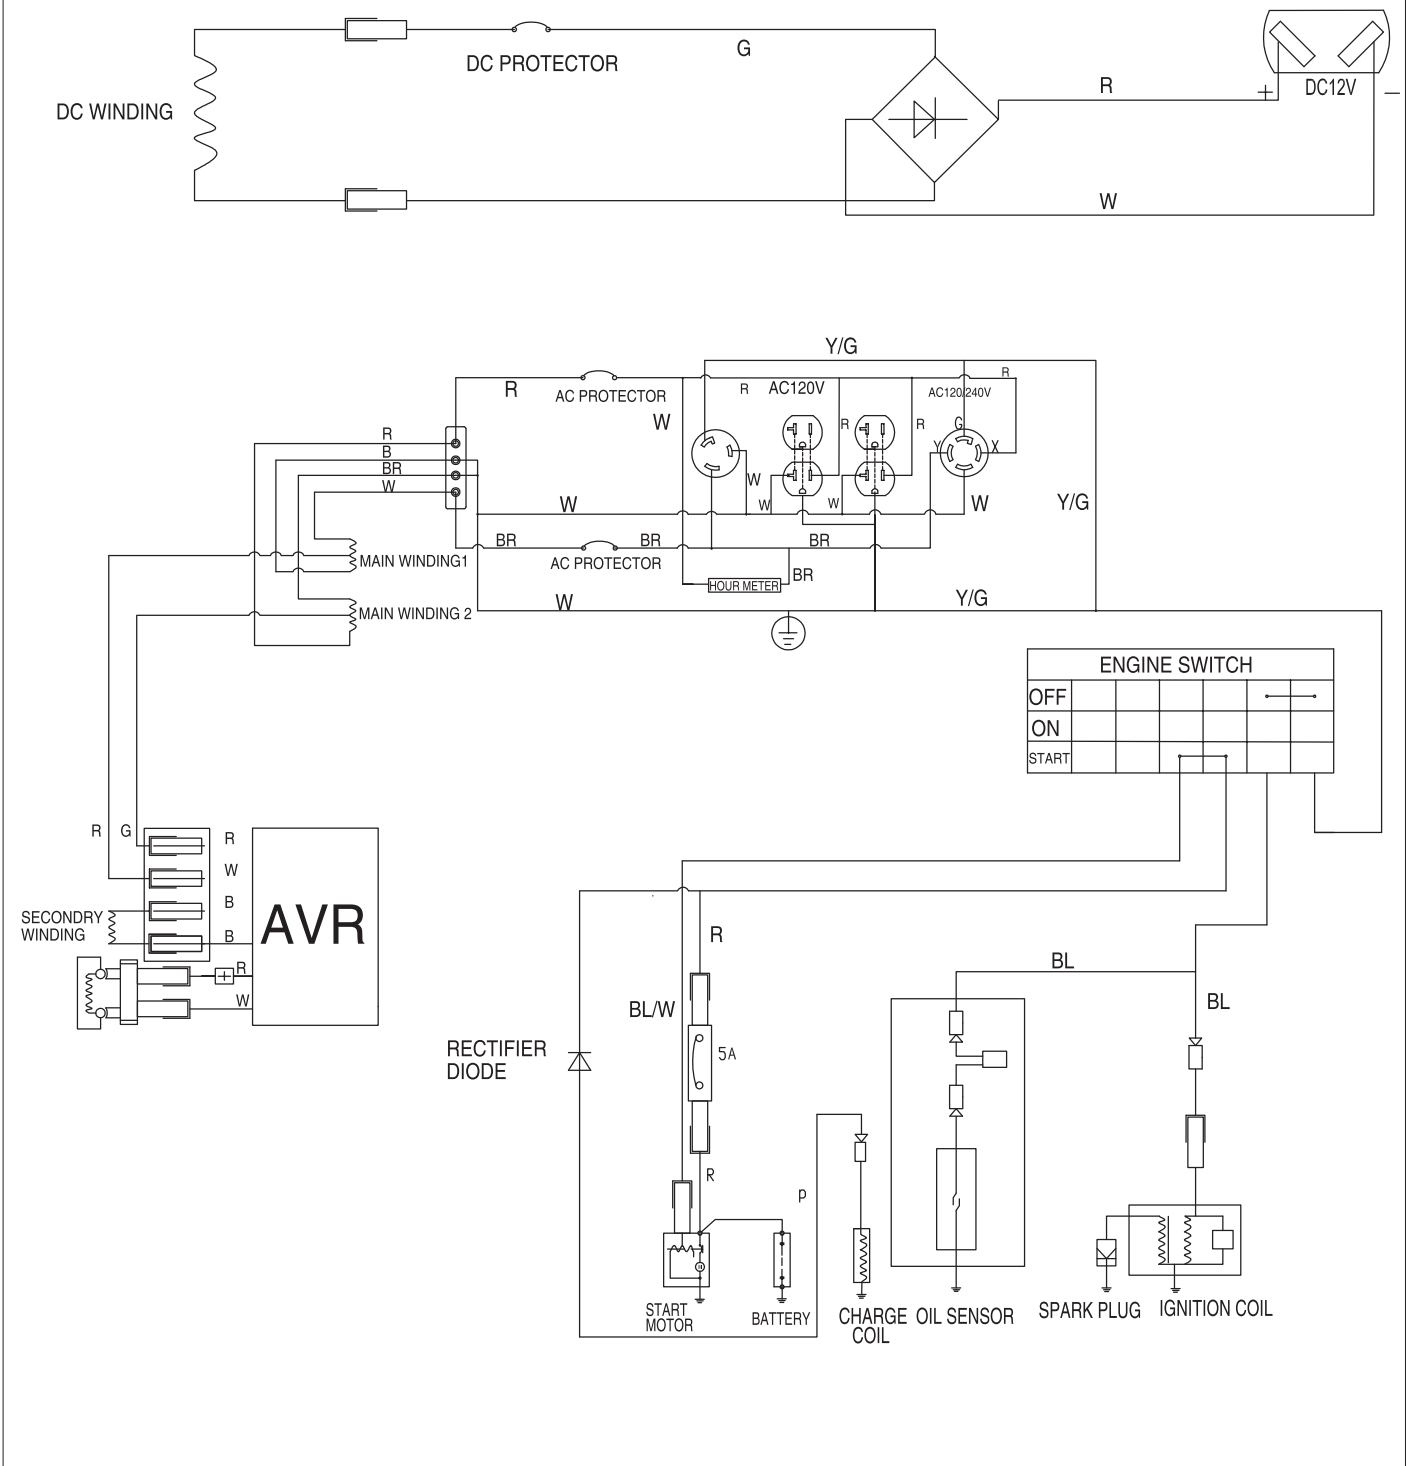 DC WINDING
DC PROTECTOR
G
R
+
DC12V
—
W
Y/G
R
AC PROTECTOR
W
R
AC120V
R
R
AC120/240V
R
G
Y
X
R
B
BR
W
W
W
W
W
W
Y/G
BR
AC PROTECTOR
BR
BR
HOUR METER
BR
MAIN WINDING1
W
Y/G
MAIN WINDING 2
ENGINE SWITCH
OFF
ON
START
R
G
R
W
B
B
SECONDRY
WINDING
AVR
R
W
R
BL/W
BL
BL
RECTIFIER
DIODE
5A
R
P
START
MOTOR
BATTERY
CHARGE
COIL
OIL SENSOR
SPARK PLUG
IGNITION COIL